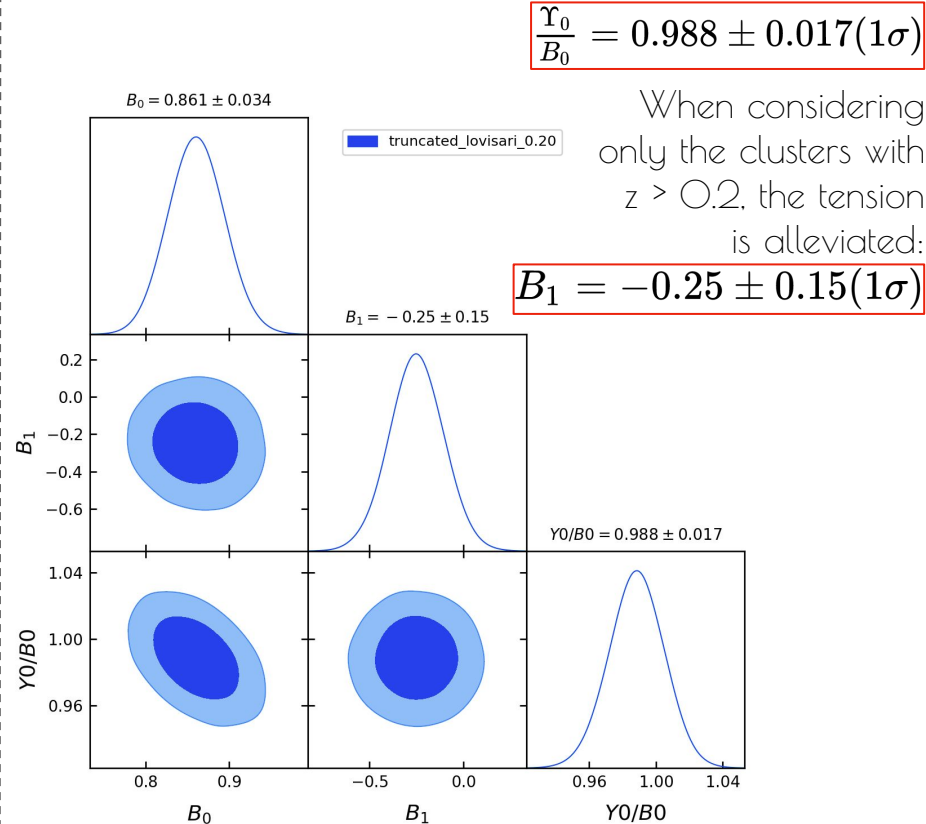 ϒ₀/B₀ = 0.988 ± 0.017(1σ)
When considering
only the clusters with
z > 0.2, the tension
is alleviated:
B₁ = −0.25 ± 0.15(1σ)
B₀ = 0.861 ± 0.034
truncated_lovisari_0.20
B₁ = − 0.25 ± 0.15
0.2
0.0
−0.2
−0.4
−0.6
B₁
Y0/B0 = 0.988 ± 0.017
1.04
1.00
0.96
Y0/B0
0.8 0.9
−0.5 0.0
0.96 1.00 1.04
B₀
B₁
Y0/B0